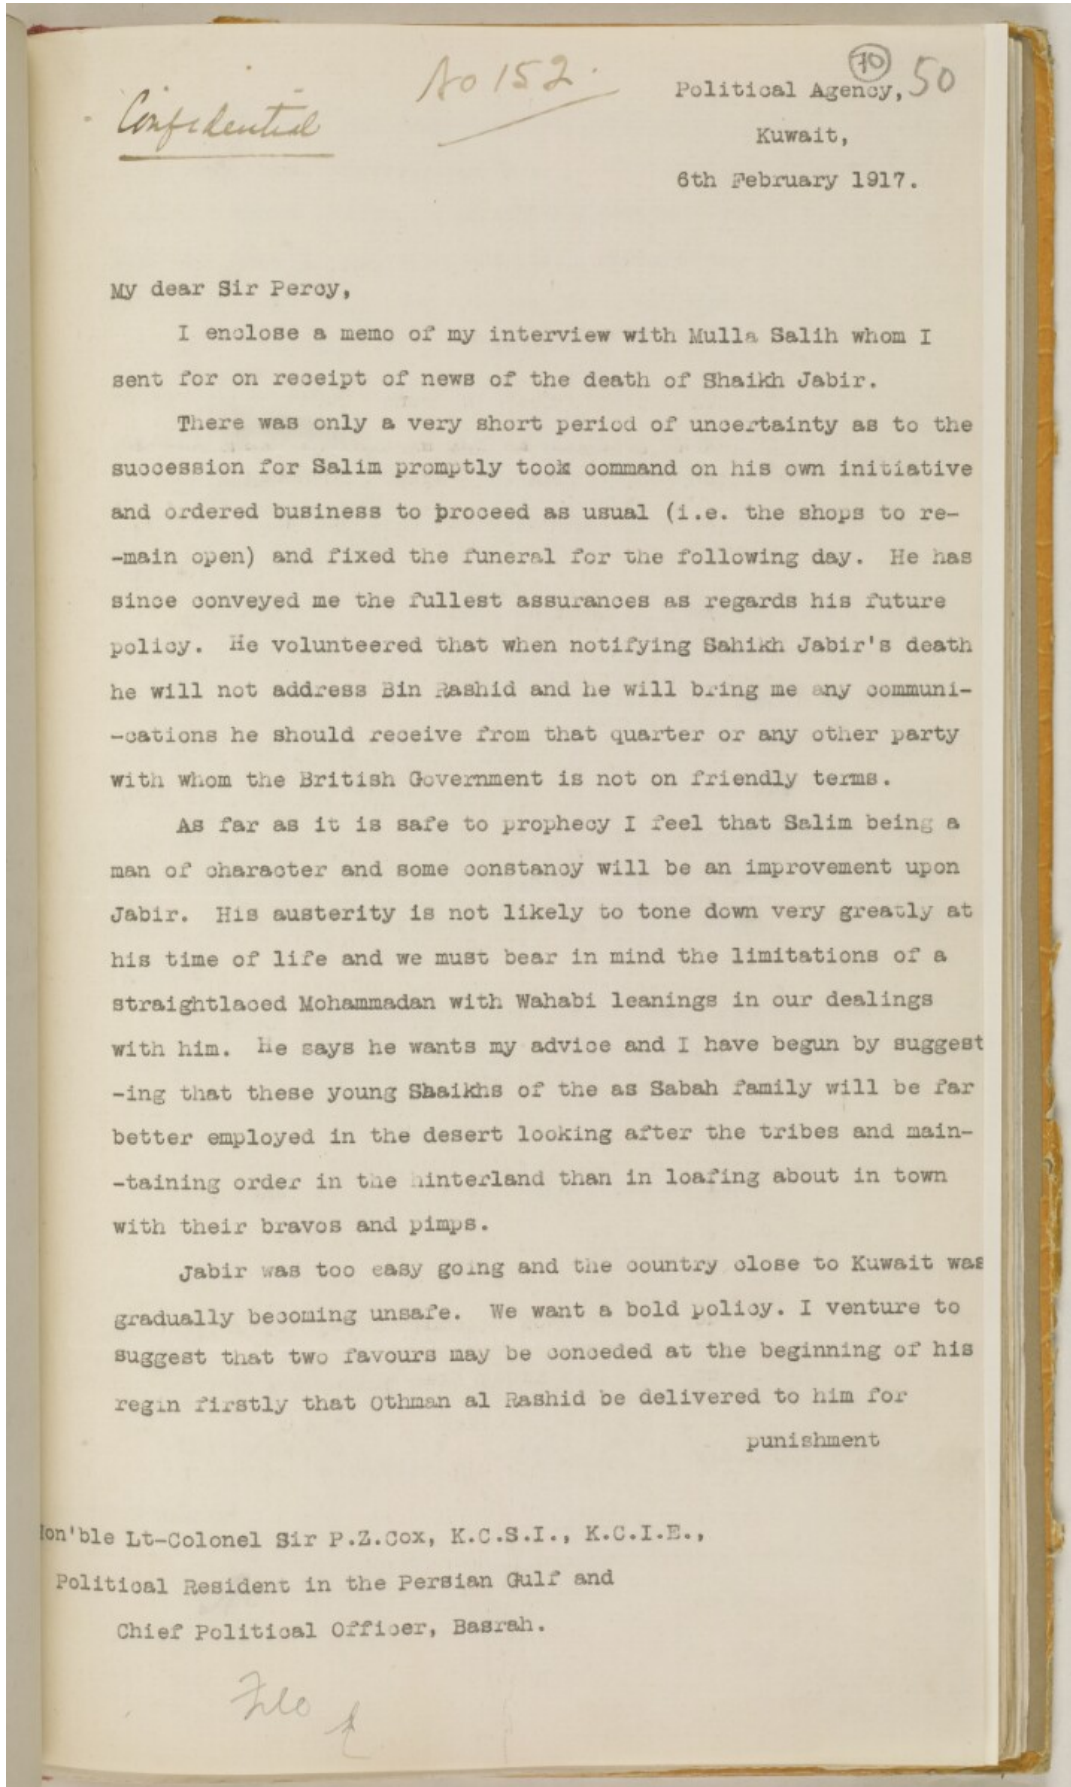 No 152.
70
50
Confidential
Political Agency,
Kuwait,
6th February 1917.
My dear Sir Percy,
I enclose a memo of my interview with Mulla Salih whom I
sent for on receipt of news of the death of Shaikh Jabir.
There was only a very short period of uncertainty as to the
succession for Salim promptly took command on his own initiative
and ordered business to proceed as usual (i.e. the shops to re-
-main open) and fixed the funeral for the following day. He has
since conveyed me the fullest assurances as regards his future
policy. He volunteered that when notifying Sahikh Jabir's death
he will not address Bin Rashid and he will bring me any communi-
-cations he should receive from that quarter or any other party
with whom the British Government is not on friendly terms.
As far as it is safe to prophecy I feel that Salim being a
man of character and some constancy will be an improvement upon
Jabir. His austerity is not likely to tone down very greatly at
his time of life and we must bear in mind the limitations of a
straightlaced Mohammadan with Wahabi leanings in our dealings
with him. He says he wants my advice and I have begun by suggest
-ing that these young Shaikhs of the as Sabah family will be far
better employed in the desert looking after the tribes and main-
-taining order in the hinterland than in loafing about in town
with their bravos and pimps.
Jabir was too easy going and the country close to Kuwait was
gradually becoming unsafe. We want a bold policy. I venture to
suggest that two favours may be conceded at the beginning of his
regin firstly that Othman al Rashid be delivered to him for
punishment
Hon'ble Lt-Colonel Sir P.Z.Cox, K.C.S.I., K.C.I.E.,
Political Resident in the Persian Gulf and
Chief Political Officer, Basrah.